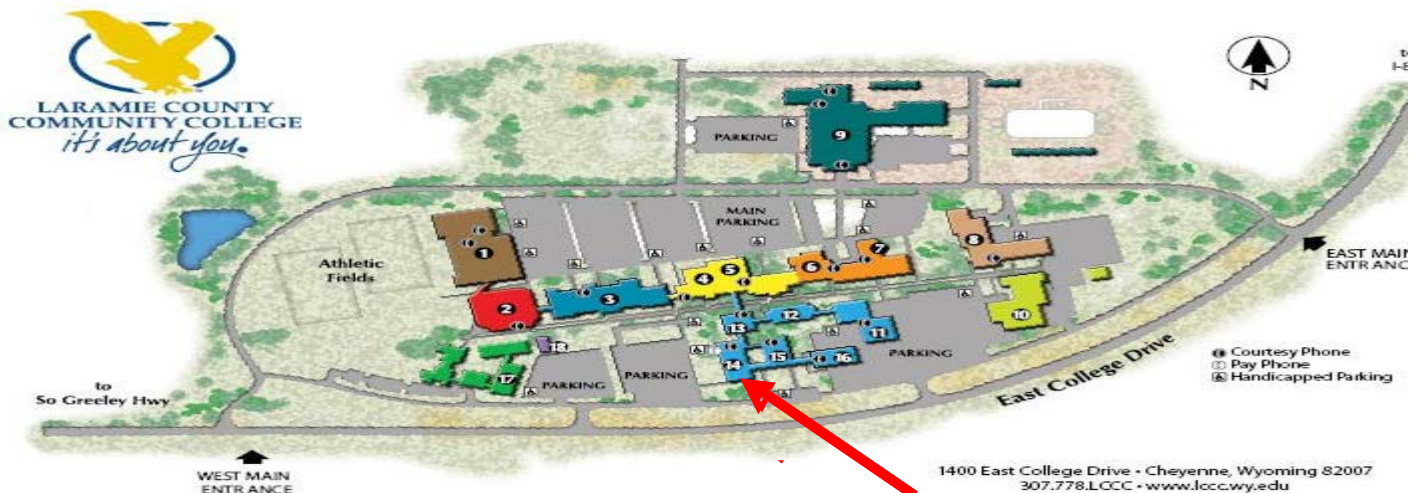 LARAMIE COUNTY
COMMUNITY COLLEGE
it's about you.
N
to
I-8
PARKING
9
MAIN
PARKING
Athletic
Fields
1
2
3
4
5
6
7
8
EAST MAIN
ENTRANCE
10
11
12
13
14
15
16
17
18
PARKING
PARKING
PARKING
East College Drive
Courtesy Phone
Pay Phone
Handicapped Parking
to
So Greeley Hwy
WEST MAIN
ENTRANCE
1400 East College Drive • Cheyenne, Wyoming 82007
307.778.LCCC • www.lccc.wy.edu